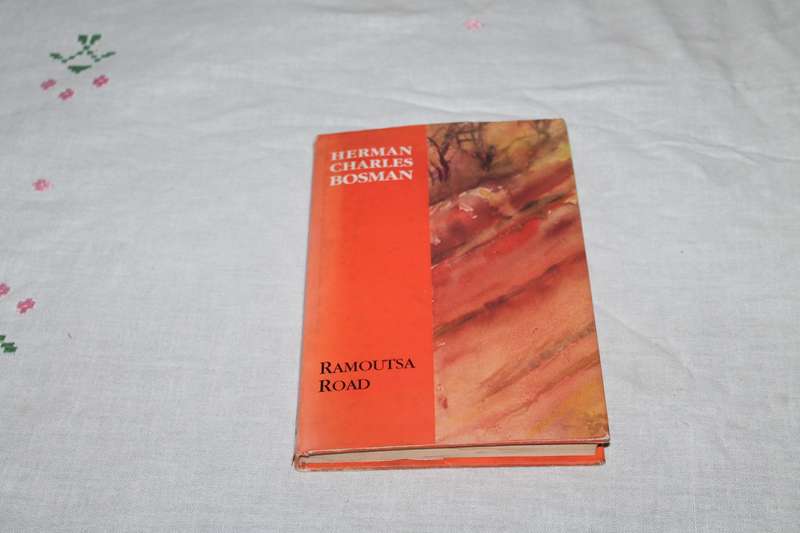 HERMAN
CHARLES
BOSMAN
RAMOUTSA
ROAD